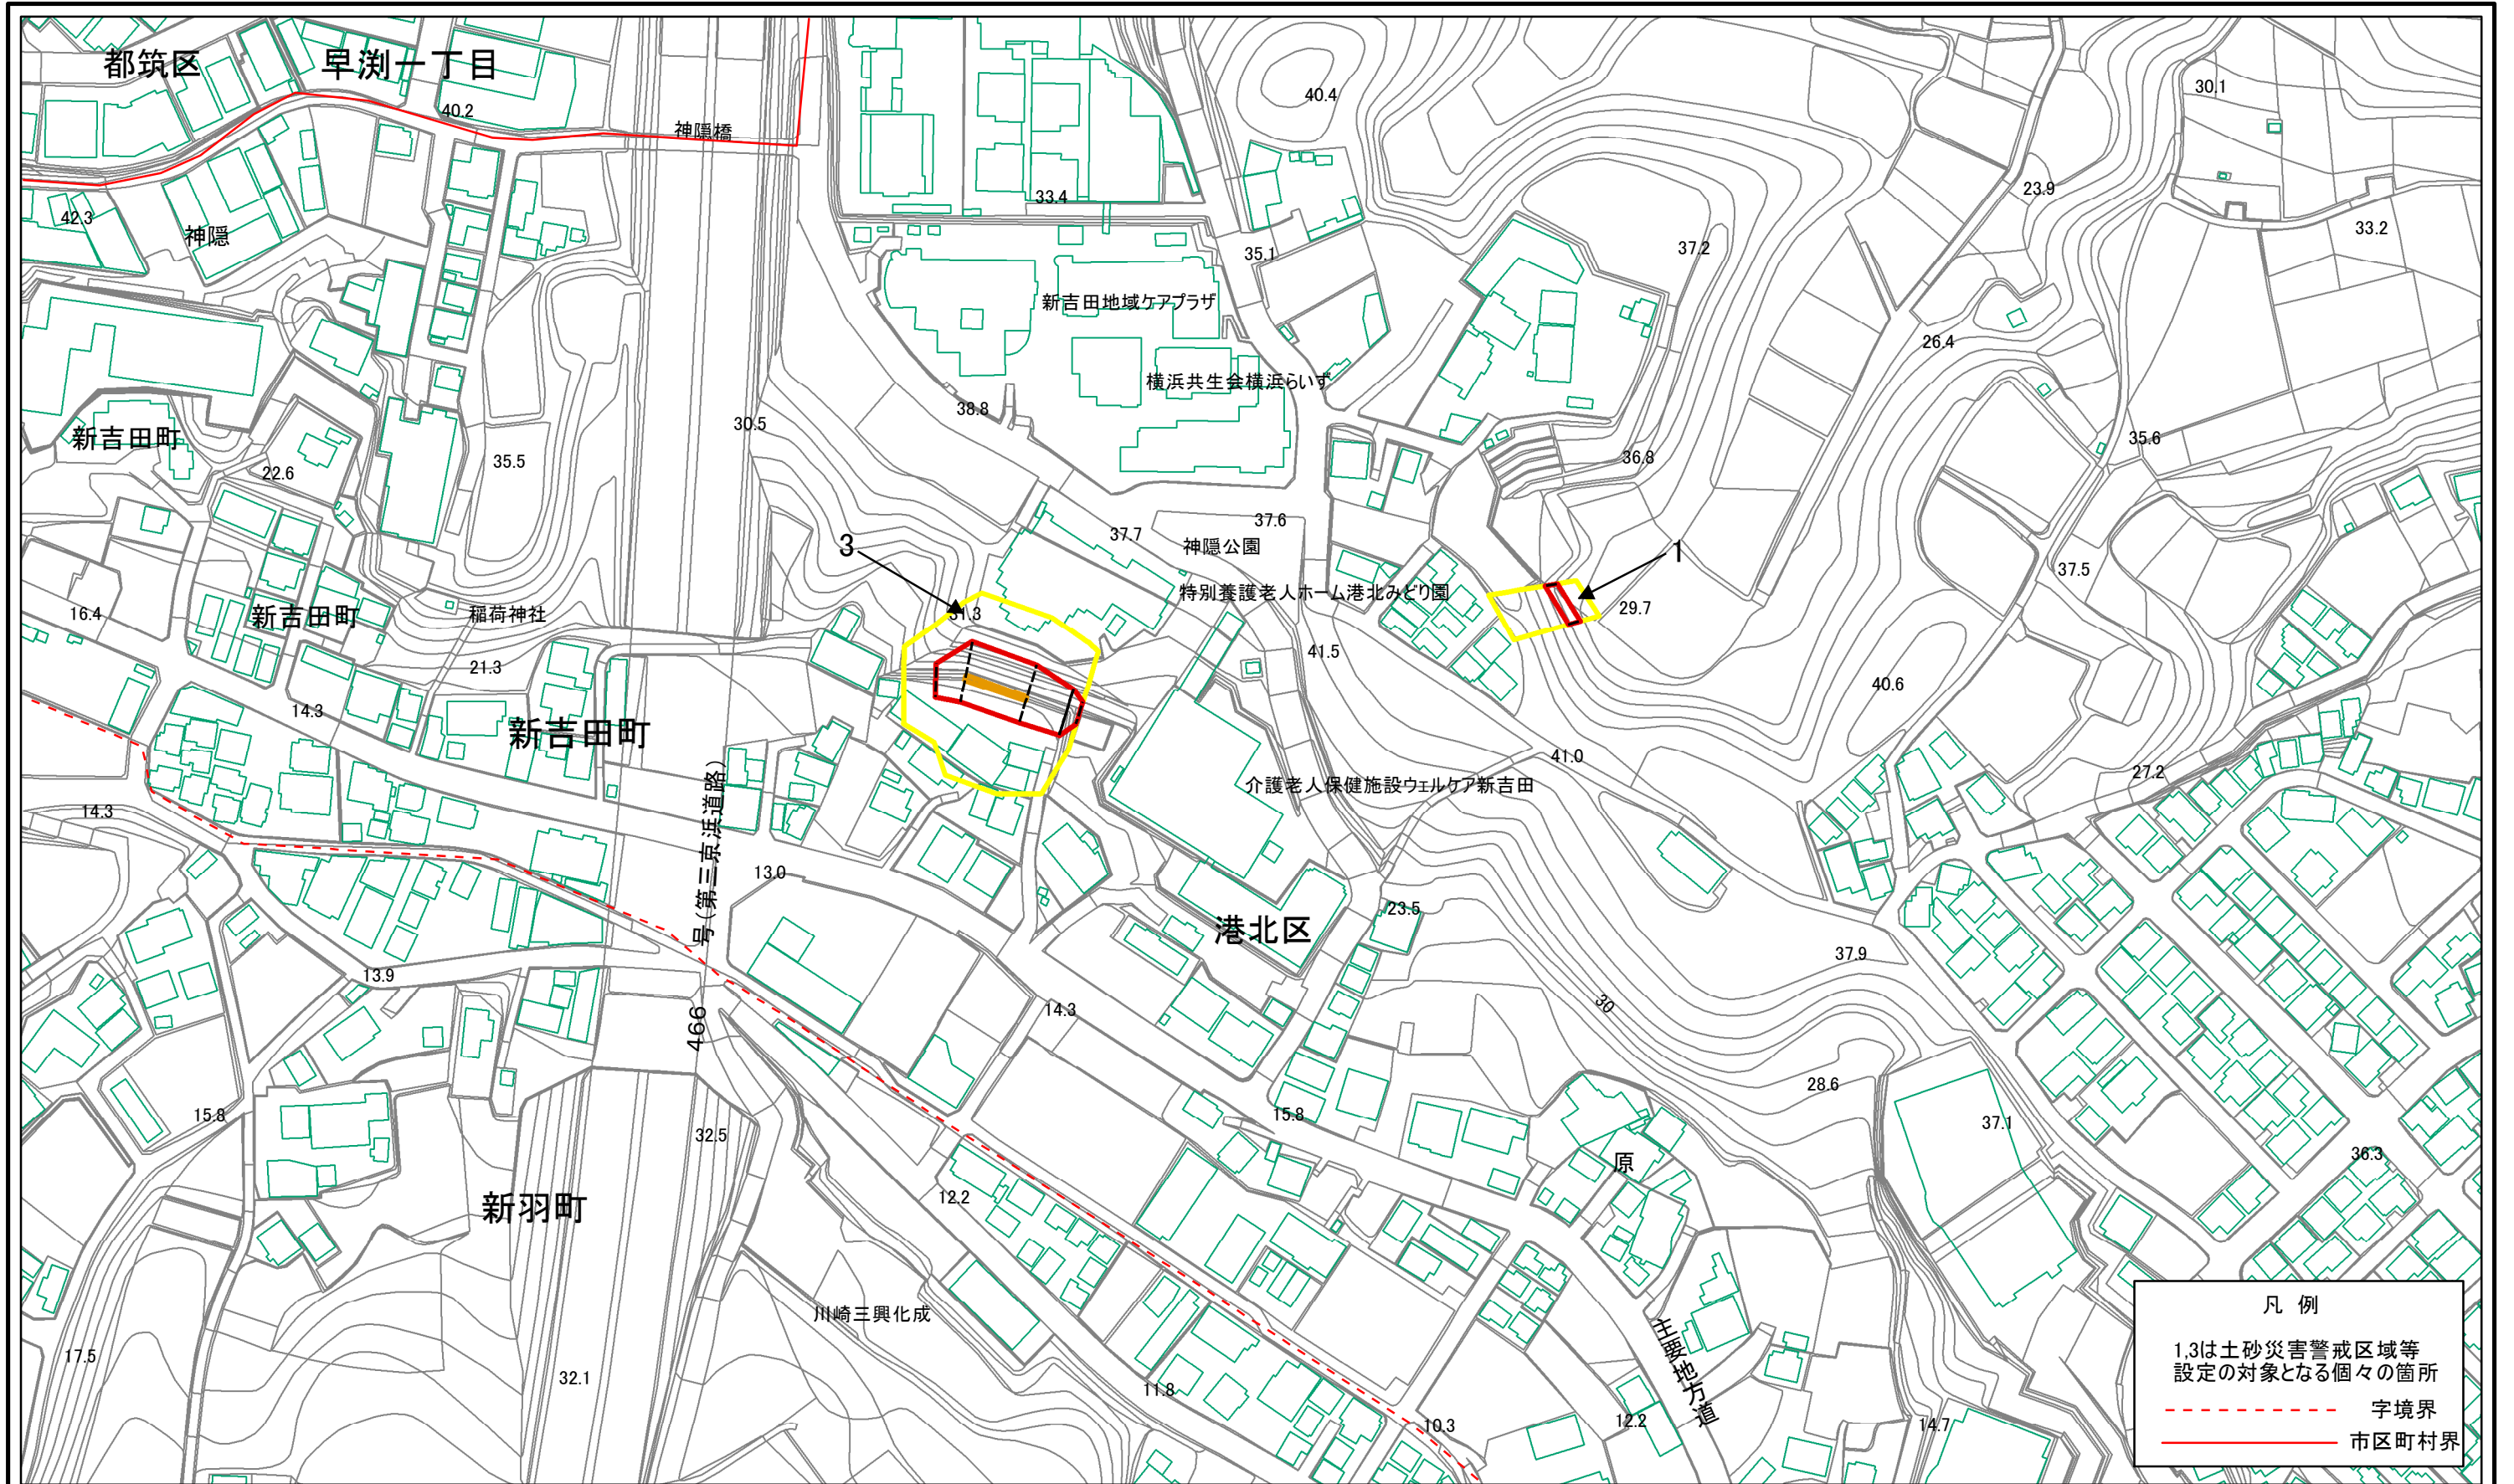 都筑区
早渕一丁目
40.2
神隠橋
40.4
30.1
42.3
神隠
33.4
35.1
37.2
23.9
33.2
新吉田地域ケアプラザ
26.4
横浜共生会横浜らいず
38.8
30.5
新吉田町
22.6
35.5
36.8
35.6
37.7
37.6
神隠公園
3
1
特別養護老人ホーム港北みどり園
37.5
16.4
新吉田町
稲荷神社
31.3
29.7
21.3
41.5
40.6
14.3
新吉田町
41.0
介護老人保健施設ウェルケア新吉田
27.2
14.3
13.0
466
号(第三京浜道路)
23.5
港北区
37.9
13.9
14.3
30
28.6
15.8
32.5
15.8
37.1
36.3
原
新羽町
12.2
川崎三興化成
17.5
32.1
11.8
主要地方道
10.3
12.2
14.7
凡 例
1,3は土砂災害警戒区域等
設定の対象となる個々の箇所
字境界
市区町村界